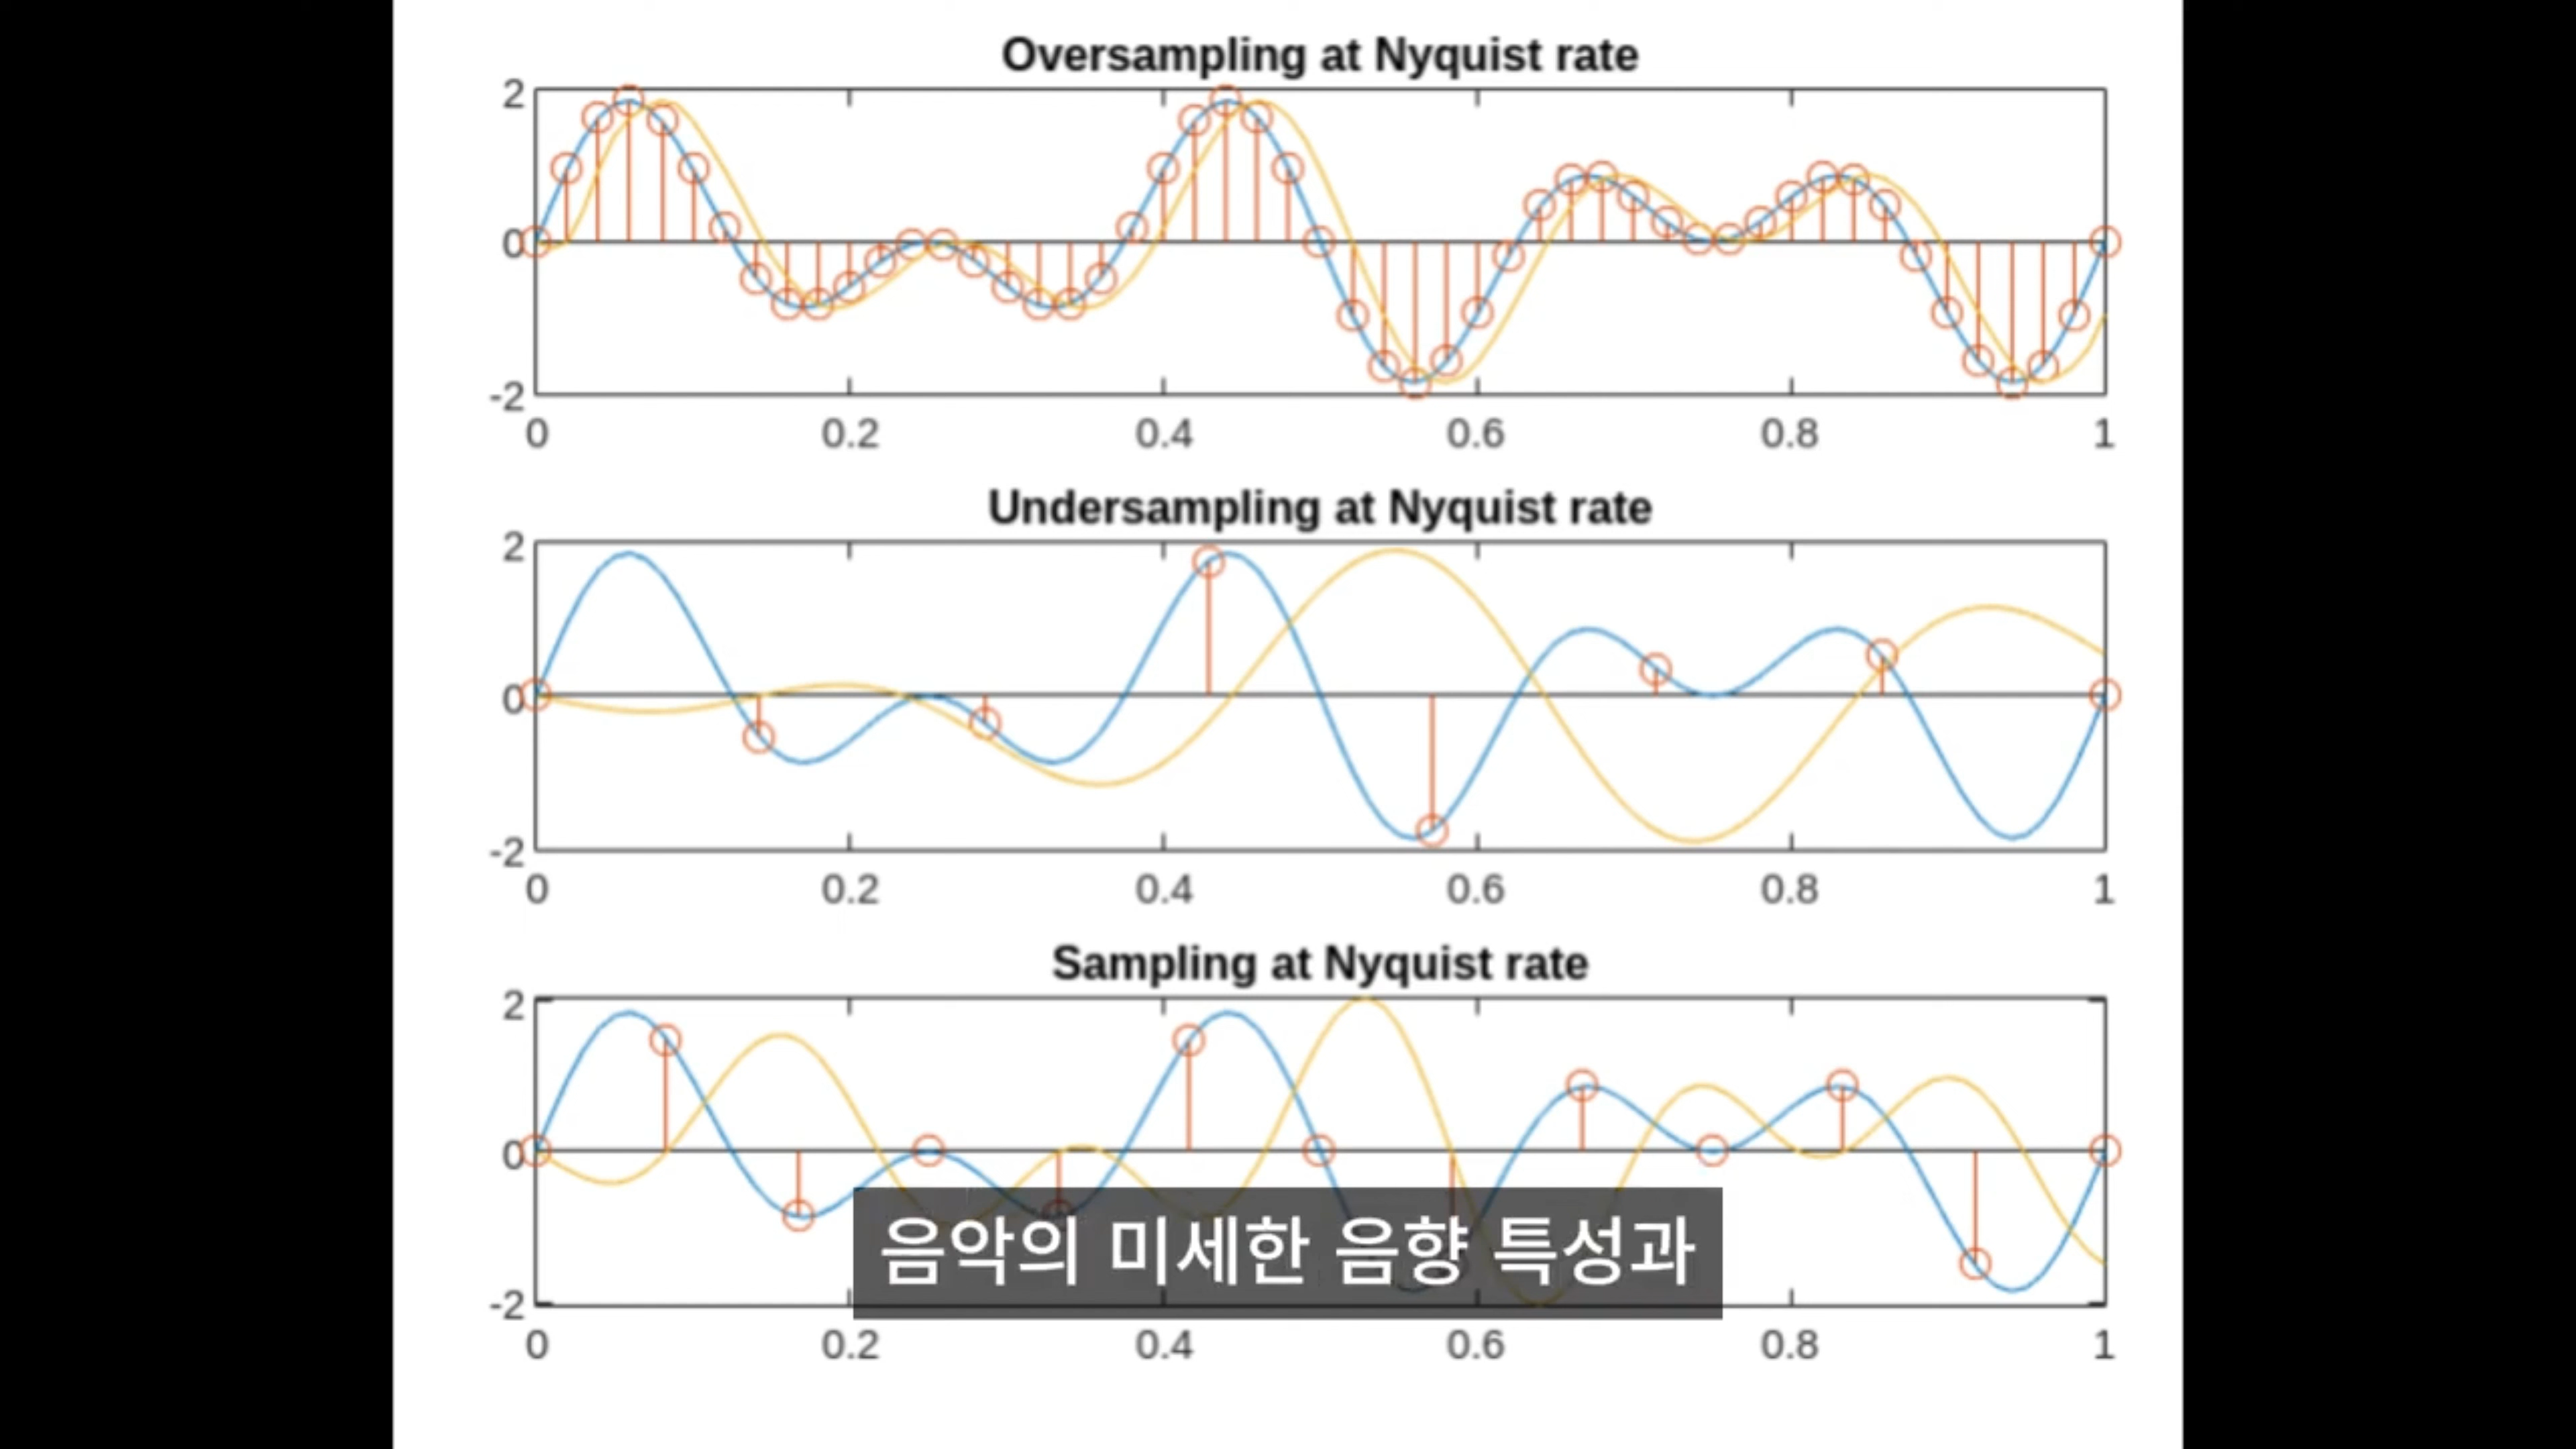 Oversampling at Nyquist rate
2
0
-2
0 0.2 0.4 0.6 0.8 1
Undersampling at Nyquist rate
2
0
-2
0 0.2 0.4 0.6 0.8 1
Sampling at Nyquist rate
2
0
-2
음악의 미세한 음향 특성과
0 0.2 0.4 0.6 0.8 1